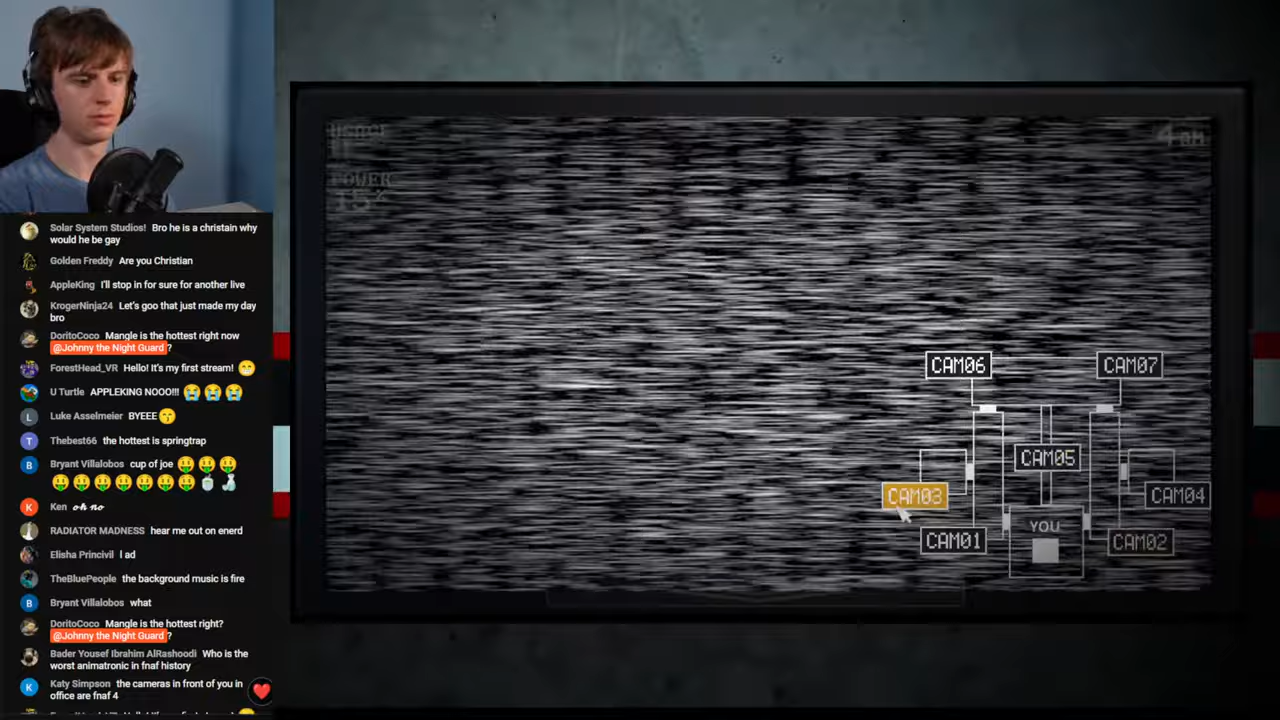 Solar System Studios! Bro he is a christain why
would he be gay
Golden Freddy Are you Christian
AppleKing I'll stop in for sure for another live
KrogerNinja24 Let's goo that just made my day
bro
DoritoCoco Mangle is the hottest right now
@Johnny the Night Guard ?
ForestHead_VR Hello! It's my first stream! 😁
U Turtle APPLEKING NOOO!!! 😭 😭 😭
L Luke Asselmeier BYEEE 😙
T Thebest66 the hottest is springtrap
B Bryant Villalobos cup of joe 🤑 🤑 🤑
🤑 🤑 🤑 🤑 🤑 🤑 🤑 🍵 🍶
K Ken oh no
RADIATOR MADNESS hear me out on enerd
Elisha Princivil I ad
TheBluePeople the background music is fire
B Bryant Villalobos what
DoritoCoco Mangle is the hottest right?
@Johnny the Night Guard ?
Bader Yousef Ibrahim AlRashoodi Who is the
worst animatronic in fnaf history
K Katy Simpson the cameras in front of you in
office are fnaf 4
USAGE
4 AM
POWER
15%
CAM06
CAM07
CAM05
CAM03
CAM04
YOU
CAM01
CAM02